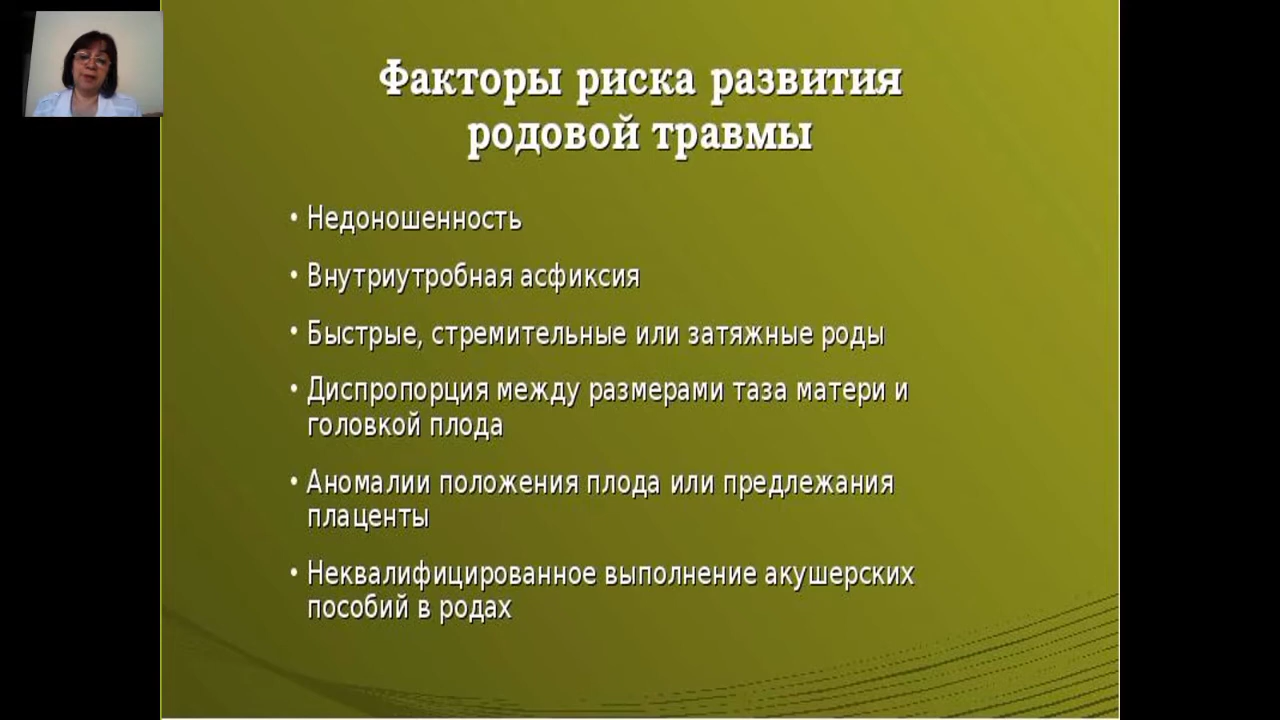 Факторы риска развития
родовой травмы
• Недоношенность
• Внутриутробная асфиксия
• Быстрые, стремительные или затяжные роды
• Диспропорция между размерами таза матери и
головкой плода
• Аномалии положения плода или предлежания
плаценты
• Неквалифицированное выполнение акушерских
пособий в родах